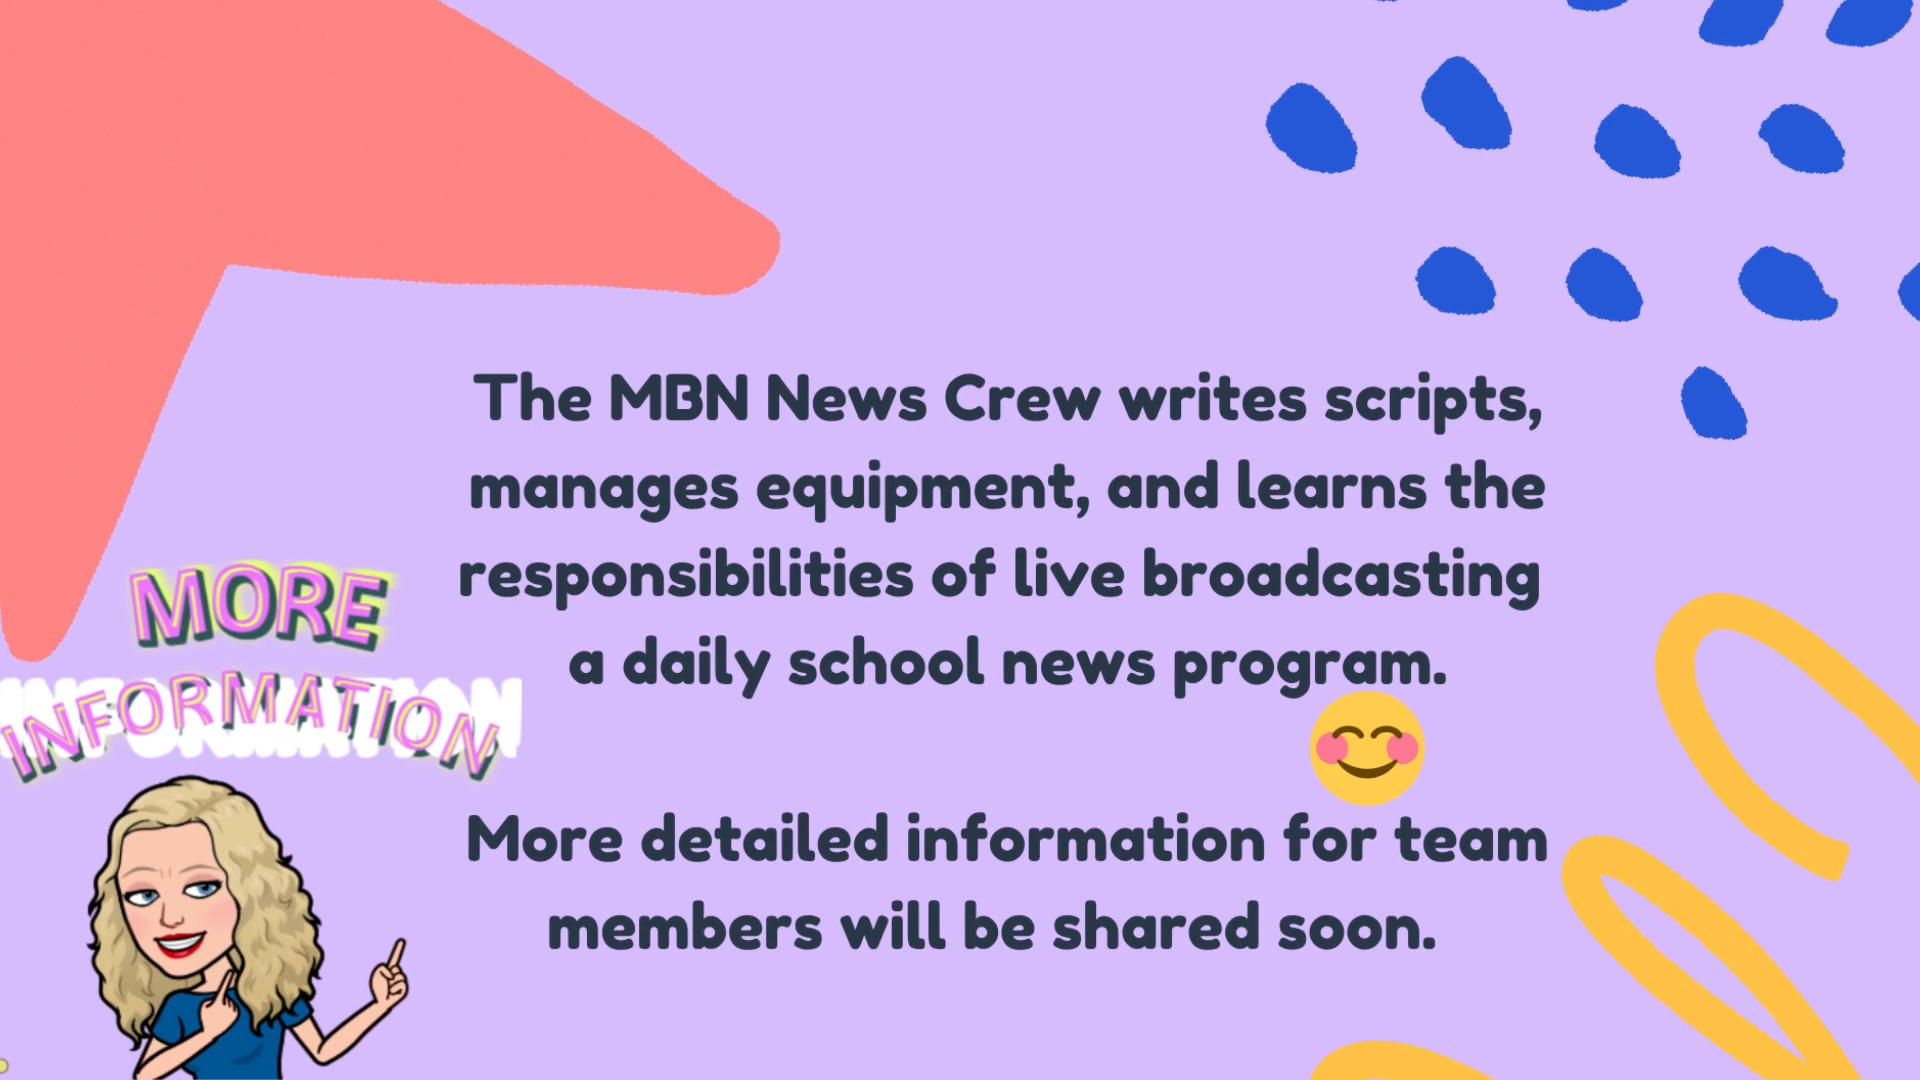 The MBN News Crew writes scripts,
manages equipment, and learns the
responsibilities of live broadcasting
a daily school news program.
MORE
INFORMATION
More detailed information for team
members will be shared soon.